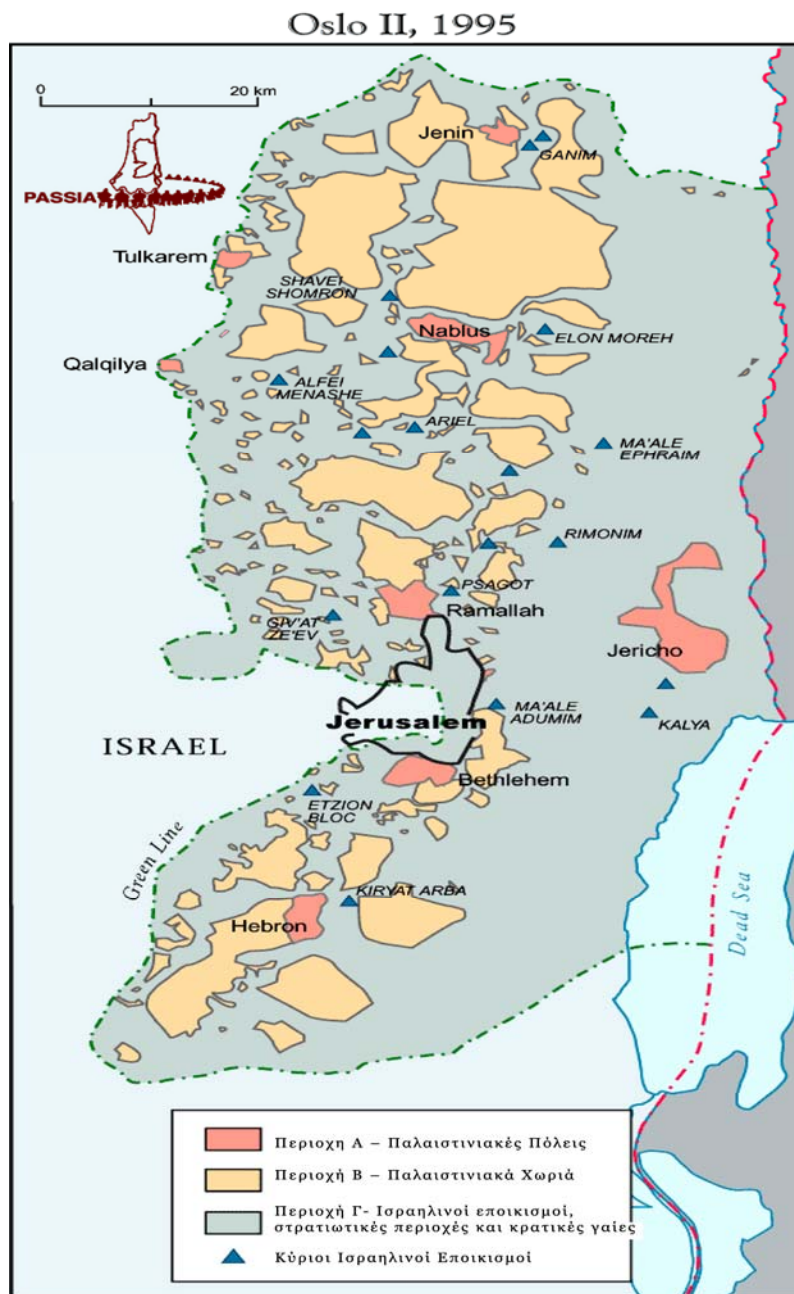 Oslo II, 1995
0 20 km
PASSIA
Jenin
GANIM
Tulkarem
SHAVEI
SHOMRON
Nablus
ELON MOREH
Qalqilya
ALFEI
MENASHE
ARIEL
MA'ALE
EPHRAIM
RIMONIM
PSAGOT
Ramallah
GIV'AT
ZE'EV
Jericho
Jerusalem
MA'ALE
ADUMIM
KALYA
ISRAEL
Bethlehem
ETZION
BLOC
Green Line
KIRYAT ARBA
Hebron
Dead Sea
Περιοχη Α – Παλαιστινιακές Πόλεις
Περιοχή Β – Παλαιστινιακά Χωριά
Περιοχή Γ- Ισραηλινοί εποικισμοί,
στρατιωτικές περιοχές και κρατικές γαίες
Κύριοι Ισραηλινοί Εποικισμοί